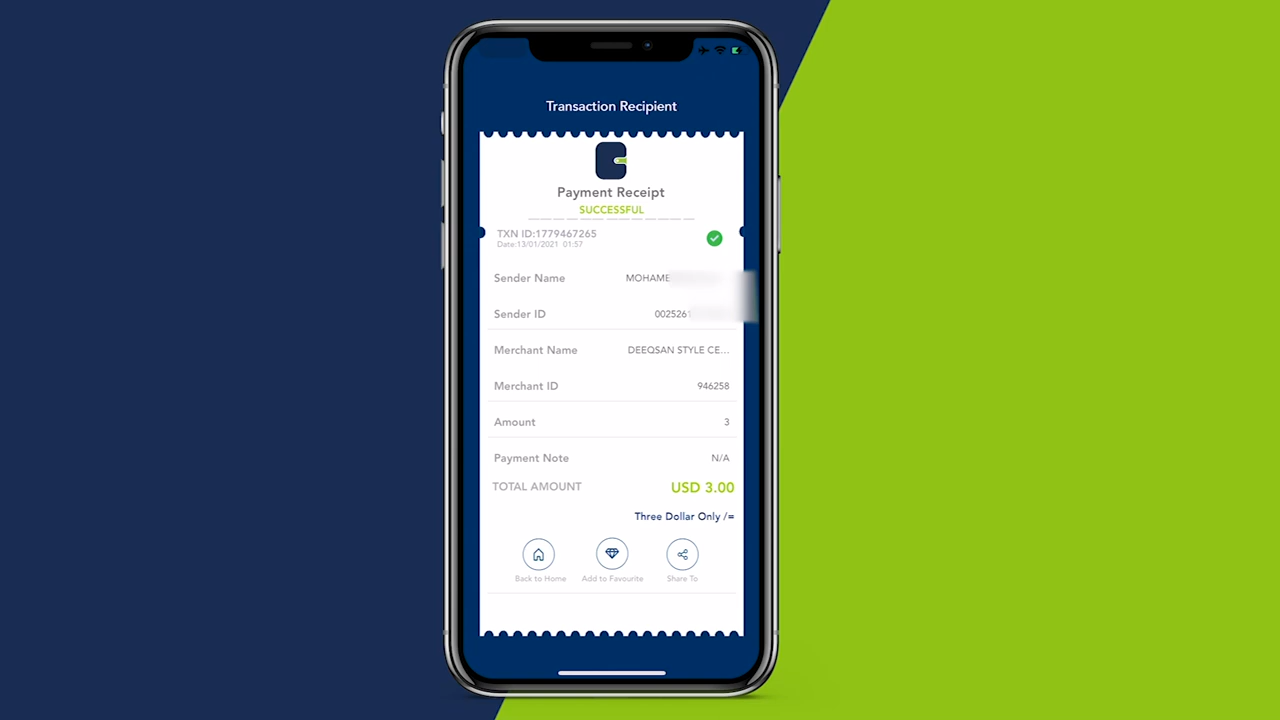 Transaction Recipient
Payment Receipt
SUCCESSFUL
TXN ID:1779467265
Date:13/01/2021 01:57
Sender Name MOHAME
Sender ID 0025261
Merchant Name DEEQSAN STYLE CE...
Merchant ID 946258
Amount 3
Payment Note N/A
TOTAL AMOUNT USD 3.00
Three Dollar Only /=
Back to Home Add to Favourite Share To